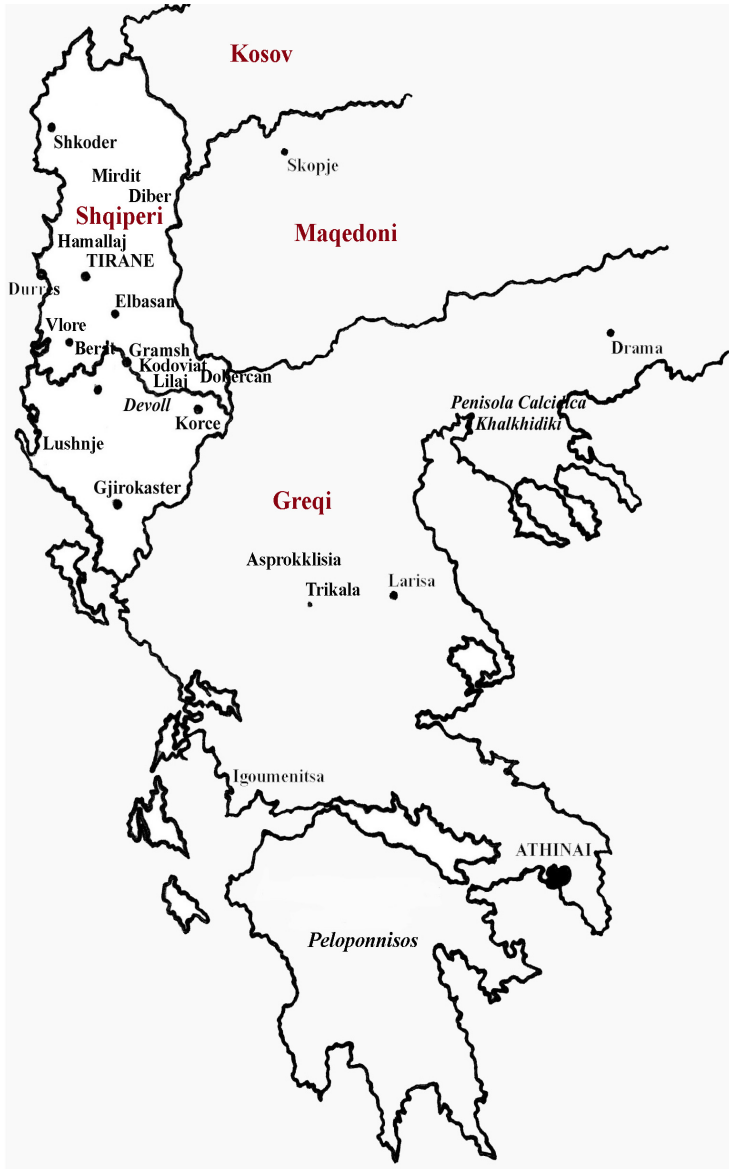 Kosov
Shkoder
Skopje
Mirdit
Diber
Shqiperi
Maqedoni
Hamallaj
TIRANE
Durres
Elbasan
Vlore
Berat
Gramsh
Kodoviat
Lilaj
Dobercan
Drama
Devoll
Korce
Penisola Calcidica
Khalkhidiki
Lushnje
Gjirokaster
Greqi
Asprokklisia
Trikala
Larisa
Igoumenitsa
ATHINAI
Peloponnisos